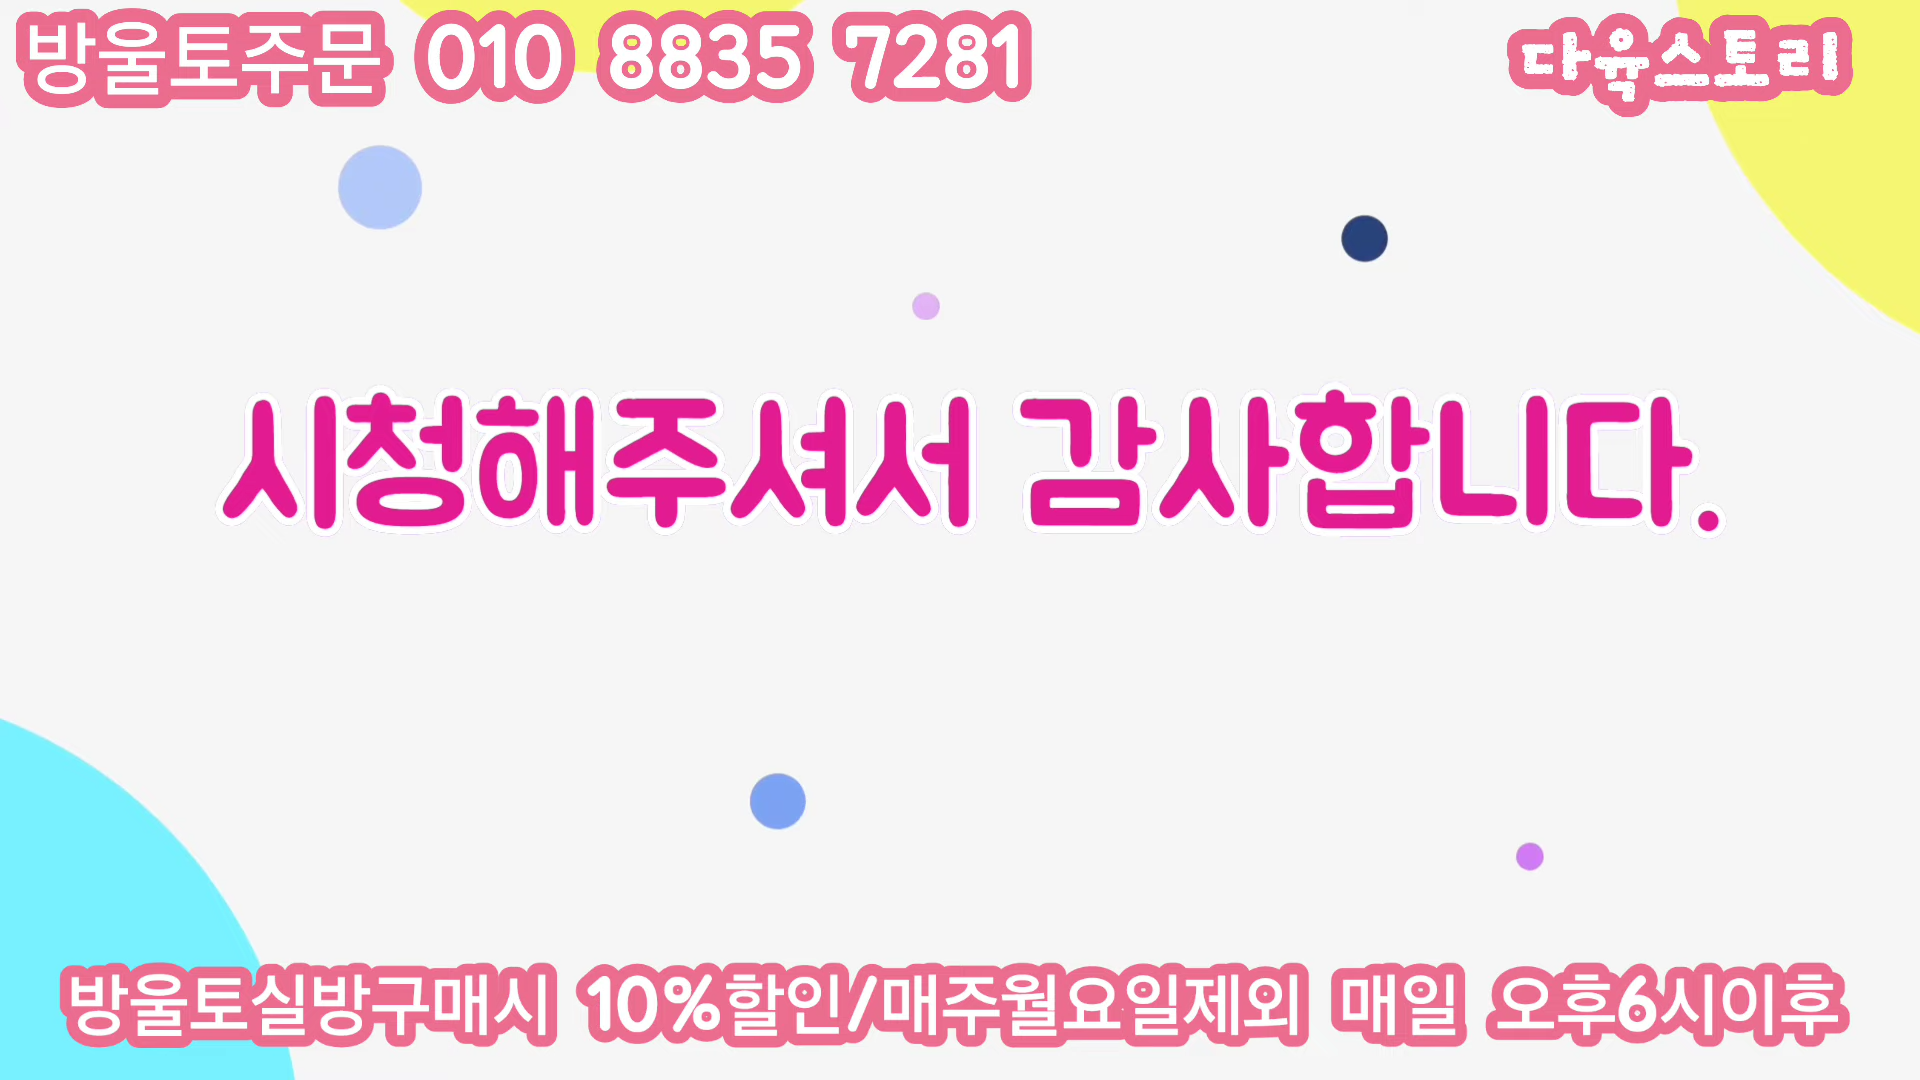 방울토주문 010 8835 7281
다육스토리
시청해주셔서 감사합니다.
방울토실방구매시 10%할인/매주월요일제외 매일 오후6시이후